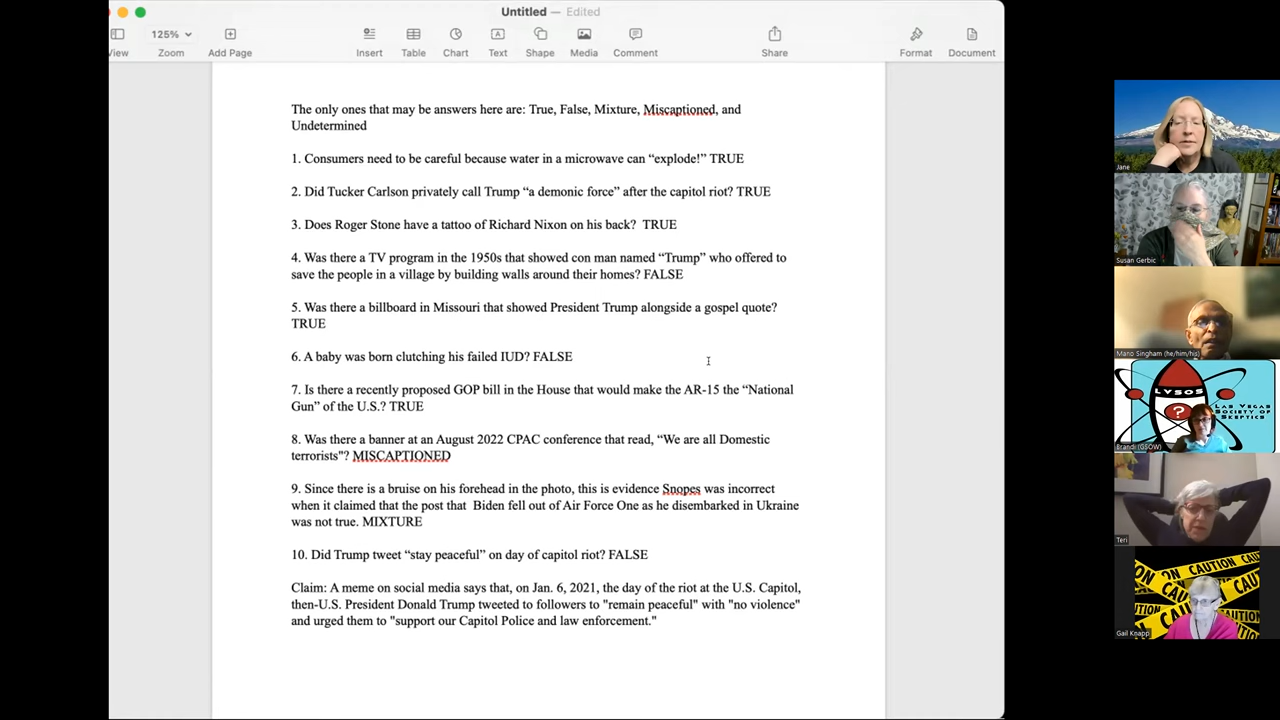 Untitled — Edited
View
125%
Zoom
Add Page
Insert
Table
Chart
Text
Shape
Media
Comment
Share
Format
Document
The only ones that may be answers here are: True, False, Mixture, Miscaptioned, and
Undetermined
1. Consumers need to be careful because water in a microwave can “explode!” TRUE
2. Did Tucker Carlson privately call Trump “a demonic force” after the capitol riot? TRUE
3. Does Roger Stone have a tattoo of Richard Nixon on his back?  TRUE
4. Was there a TV program in the 1950s that showed con man named “Trump” who offered to
save the people in a village by building walls around their homes? FALSE
5. Was there a billboard in Missouri that showed President Trump alongside a gospel quote?
TRUE
6. A baby was born clutching his failed IUD? FALSE
7. Is there a recently proposed GOP bill in the House that would make the AR-15 the “National
Gun” of the U.S.? TRUE
8. Was there a banner at an August 2022 CPAC conference that read, “We are all Domestic
terrorists"? MISCAPTIONED
9. Since there is a bruise on his forehead in the photo, this is evidence Snopes was incorrect
when it claimed that the post that  Biden fell out of Air Force One as he disembarked in Ukraine
was not true. MIXTURE
10. Did Trump tweet “stay peaceful” on day of capitol riot? FALSE
Claim: A meme on social media says that, on Jan. 6, 2021, the day of the riot at the U.S. Capitol,
then-U.S. President Donald Trump tweeted to followers to "remain peaceful" with "no violence"
and urged them to "support our Capitol Police and law enforcement."
Jane
Susan Gerbic
Mano Singham (he/him/his)
LVSOS
?
LAS VEGAS
SOCIETY OF
SKEPTICS
Brandi (GSOW)
Teri
CAUTION
CAUTION
CAUTION
Gail Knapp